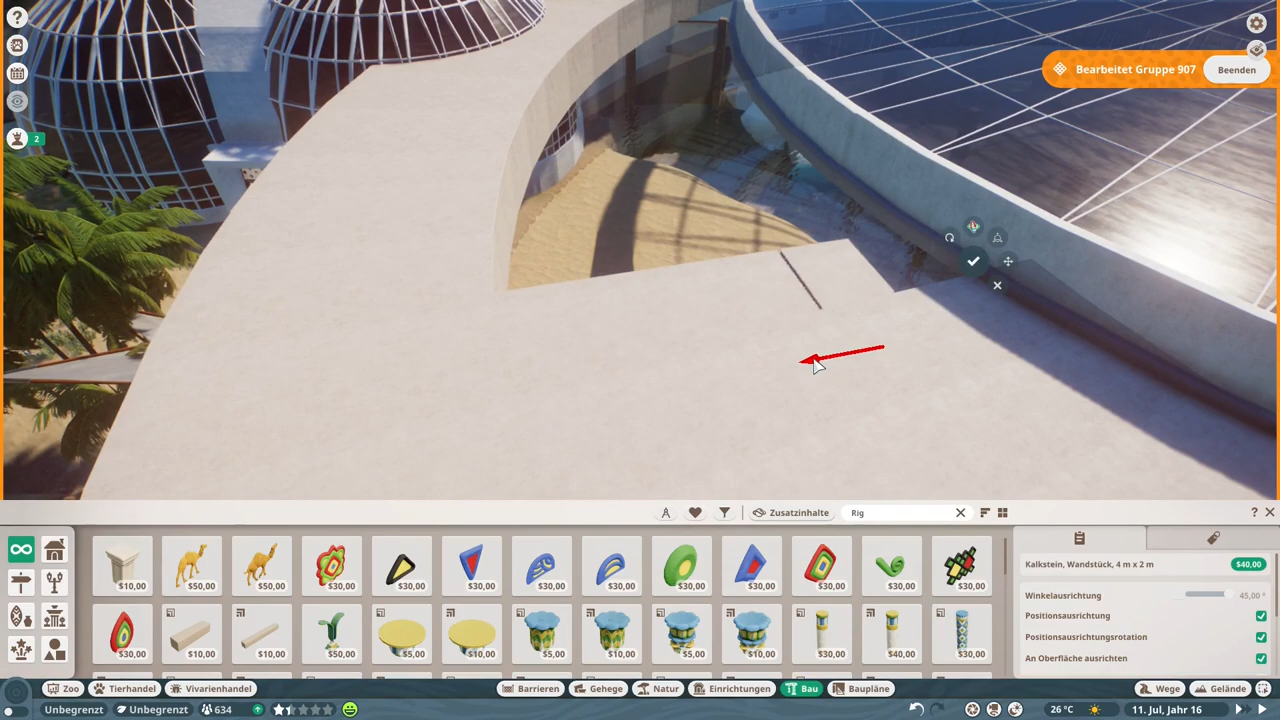 ?
Bearbeitet Gruppe 907
Beenden
2
Zusatzinhalte
Rig
?
$10,00
$50,00
$50,00
$30,00
$30,00
$30,00
$30,00
$30,00
$30,00
$30,00
$30,00
$30,00
$30,00
$30,00
$10,00
$10,00
$50,00
$5,00
$10,00
$5,00
$10,00
$5,00
$10,00
$30,00
$40,00
$30,00
Kalkstein, Wandstück, 4 m x 2 m
$40,00
Winkelausrichtung
45,00 °
Positionsausrichtung
Positionsausrichtungsrotation
An Oberfläche ausrichten
Zoo
Tierhandel
Vivarienhandel
Barrieren
Gehege
Natur
Einrichtungen
Bau
Baupläne
Wege
Gelände
Unbegrenzt
Unbegrenzt
634
26 °C
11. Jul, Jahr 16